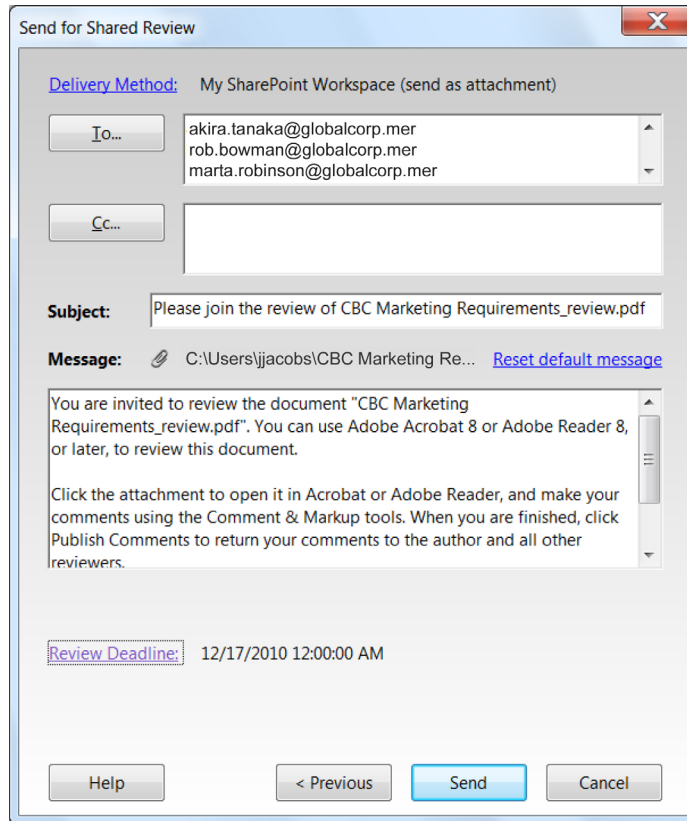 Send for Shared Review
Delivery Method: My SharePoint Workspace (send as attachment)
To...
akira.tanaka@globalcorp.mer
rob.bowman@globalcorp.mer
marta.robinson@globalcorp.mer
Cc...
Subject: Please join the review of CBC Marketing Requirements_review.pdf
Message: C:\Users\jjacobs\CBC Marketing Re... Reset default message
You are invited to review the document "CBC Marketing
Requirements_review.pdf". You can use Adobe Acrobat 8 or Adobe Reader 8,
or later, to review this document.
Click the attachment to open it in Acrobat or Adobe Reader, and make your
comments using the Comment & Markup tools. When you are finished, click
Publish Comments to return your comments to the author and all other
reviewers.
Review Deadline: 12/17/2010 12:00:00 AM
Help < Previous Send Cancel